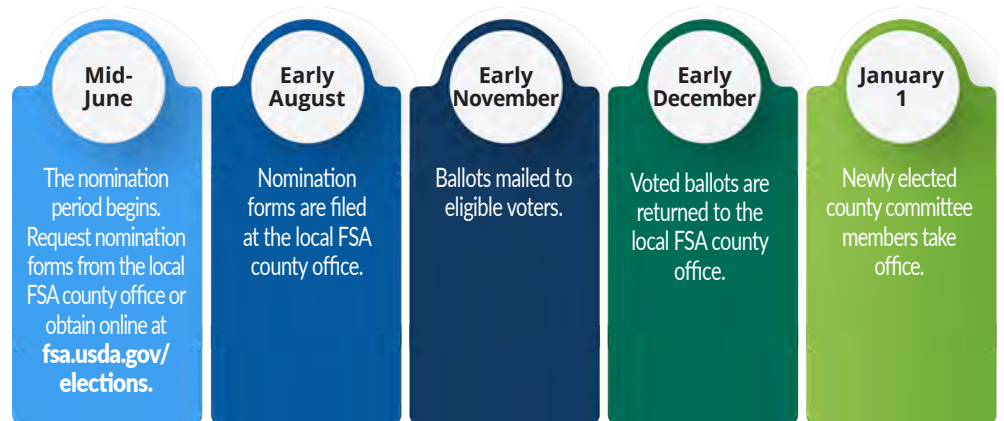 Mid-
June
The nomination
period begins.
Request nomination
forms from the local
FSA county office or
obtain online at
fsa.usda.gov/
elections.
Early
August
Nomination
forms are filed
at the local FSA
county office.
Early
November
Ballots mailed to
eligible voters.
Early
December
Voted ballots are
returned to the
local FSA county
office.
January
1
Newly elected
county committee
members take
office.